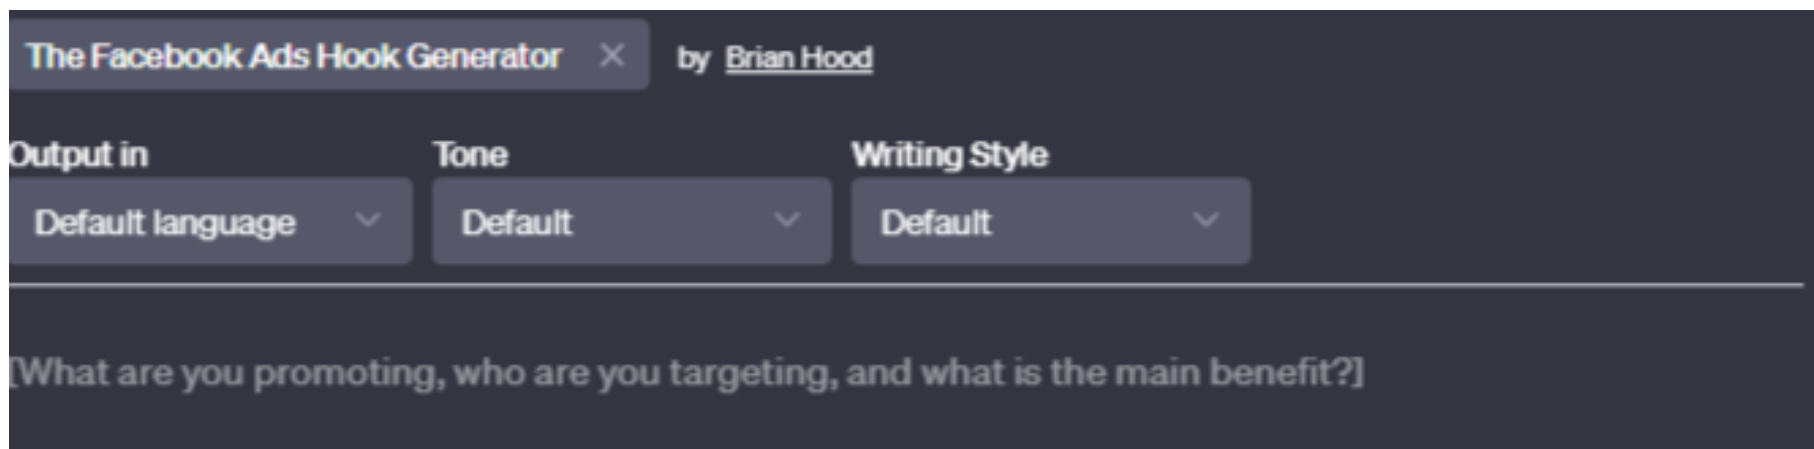 The Facebook Ads Hook Generator × by Brian Hood
Output in Tone Writing Style
Default language Default Default
[What are you promoting, who are you targeting, and what is the main benefit?]